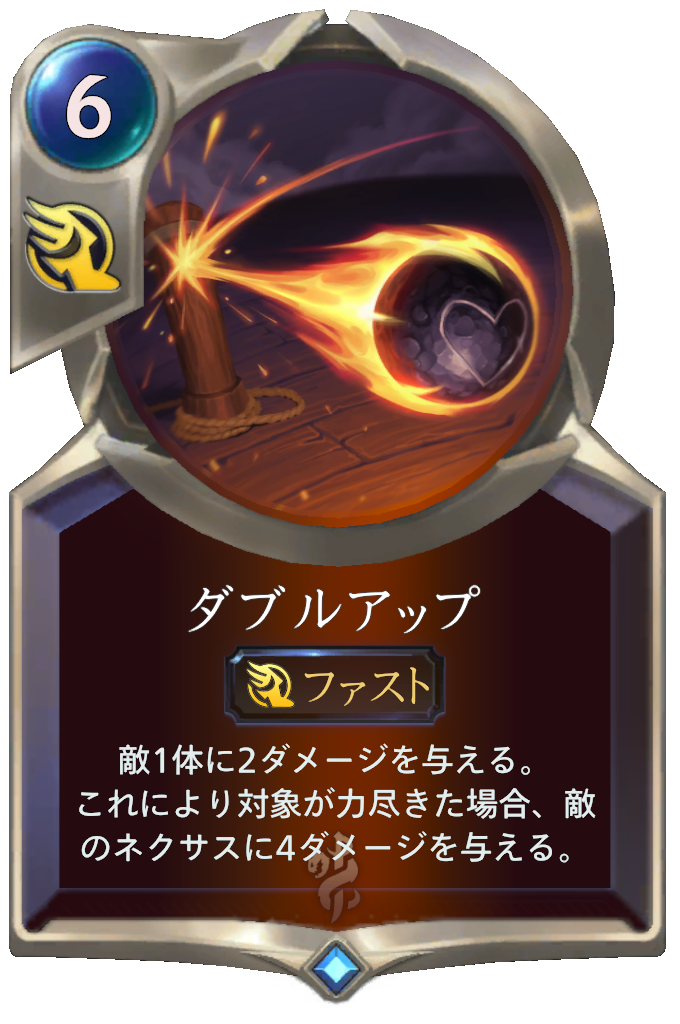 6
ダブルアップ
ファスト
敵1体に2ダメージを与える。
これにより対象が力尽きた場合、敵
のネクサスに4ダメージを与える。